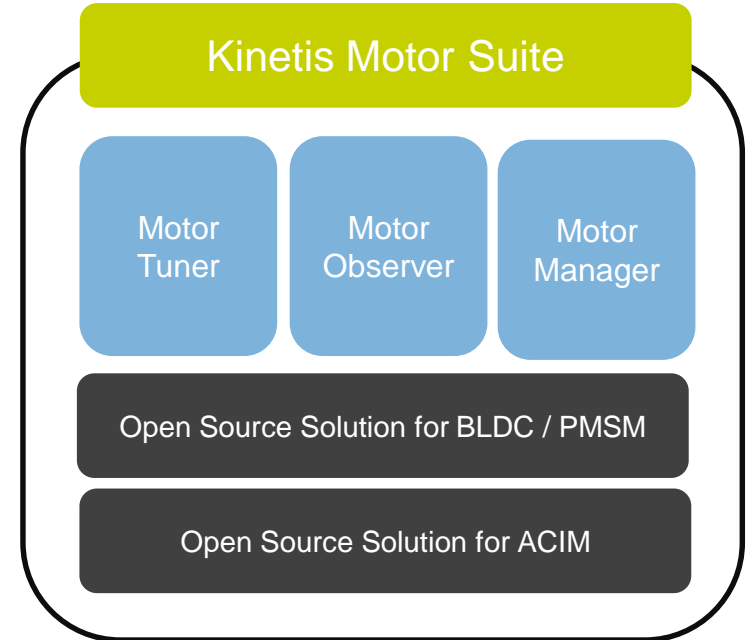 Kinetis Motor Suite
Motor
Tuner
Motor
Observer
Motor
Manager
Open Source Solution for BLDC / PMSM
Open Source Solution for ACIM